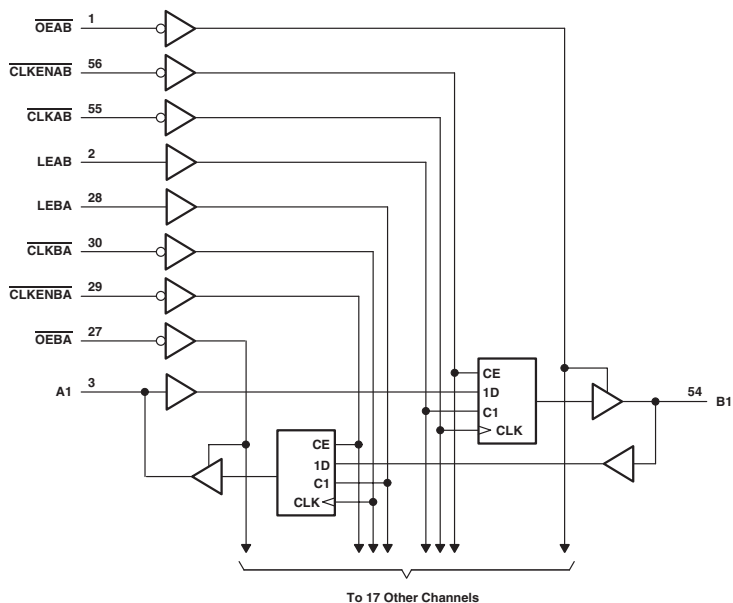 OEAB 1
CLKENAB 56
CLKAB 55
LEAB 2
LEBA 28
CLKBA 30
CLKENBA 29
OEBA 27
A1 3
CE
1D
C1
CLK
54 B1
CE
1D
C1
CLK
To 17 Other Channels